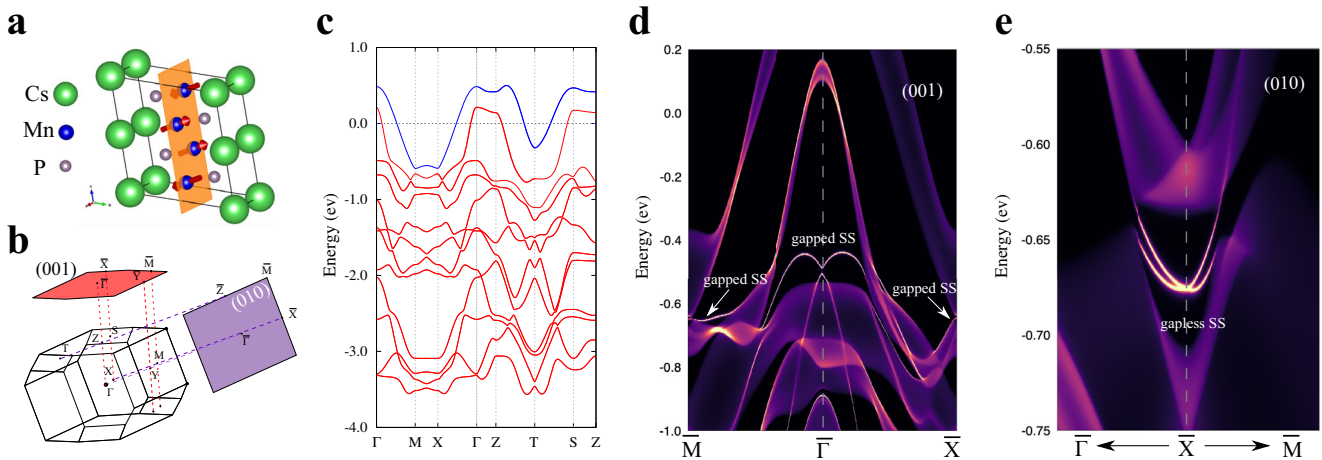 a
Cs
Mn
P
b
(001)
X̅
M̅
Γ̅
Y
M̅
Z̅
(010)
X̅
Γ̅
S
T
Z
M
X
Y
Γ
c
1.0
0.0
-1.0
-2.0
-3.0
-4.0
Energy (ev)
Γ M X Γ Z T S Z
d
0.2
0.0
-0.2
-0.4
-0.6
-0.8
-1.0
Energy (ev)
(001)
gapped SS
gapped SS
gapped SS
M̅ Γ̅ X̅
e
-0.55
-0.60
-0.65
-0.70
-0.75
Energy (ev)
(010)
gapless SS
Γ̅ X̅ M̅